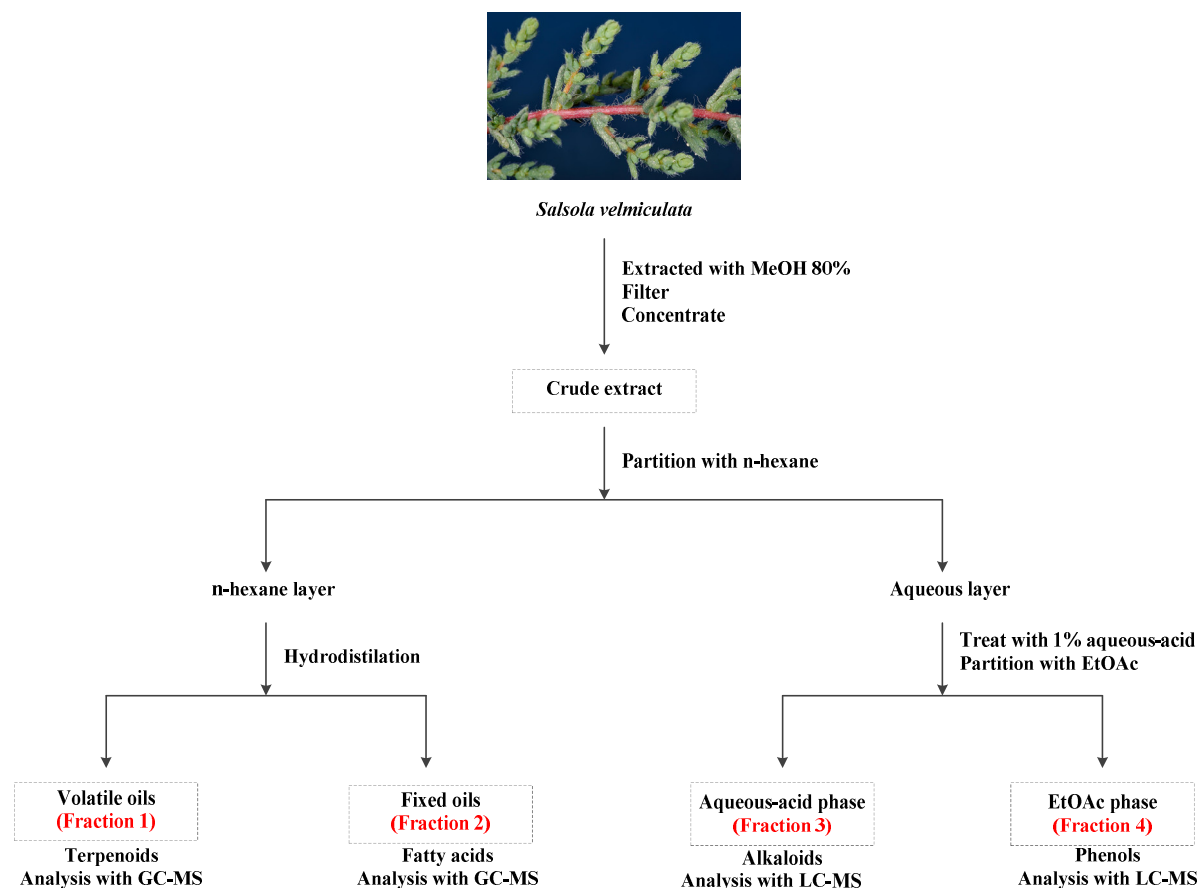 Salsola velmiculata
Extracted with MeOH 80%
Filter
Concentrate
Crude extract
Partition with n-hexane
n-hexane layer
Aqueous layer
Hydrodistilation
Treat with 1% aqueous-acid
Partition with EtOAc
Volatile oils
(Fraction 1)
Terpenoids
Analysis with GC-MS
Fixed oils
(Fraction 2)
Fatty acids
Analysis with GC-MS
Aqueous-acid phase
(Fraction 3)
Alkaloids
Analysis with LC-MS
EtOAc phase
(Fraction 4)
Phenols
Analysis with LC-MS